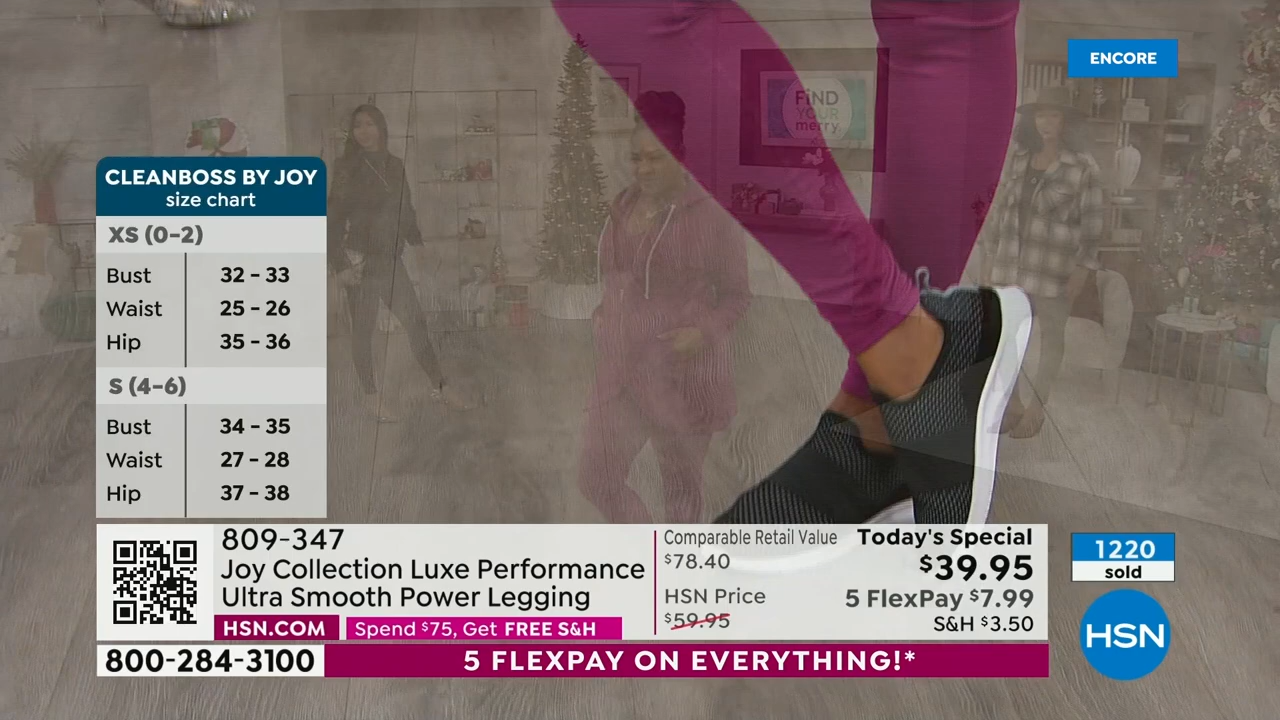 ENCORE
FiND
YOUR
merry
CLEANBOSS BY JOY
size chart
XS (0-2)
Bust 32 - 33
Waist 25 - 26
Hip 35 - 36
S (4-6)
Bust 34 - 35
Waist 27 - 28
Hip 37 - 38
809-347
Joy Collection Luxe Performance
Ultra Smooth Power Legging
HSN.COM Spend $75, Get FREE S&H
Comparable Retail Value
$78.40
HSN Price
$59.95
Today's Special
$39.95
5 FlexPay $7.99
S&H $3.50
1220
sold
HSN
800-284-3100 5 FLEXPAY ON EVERYTHING!*